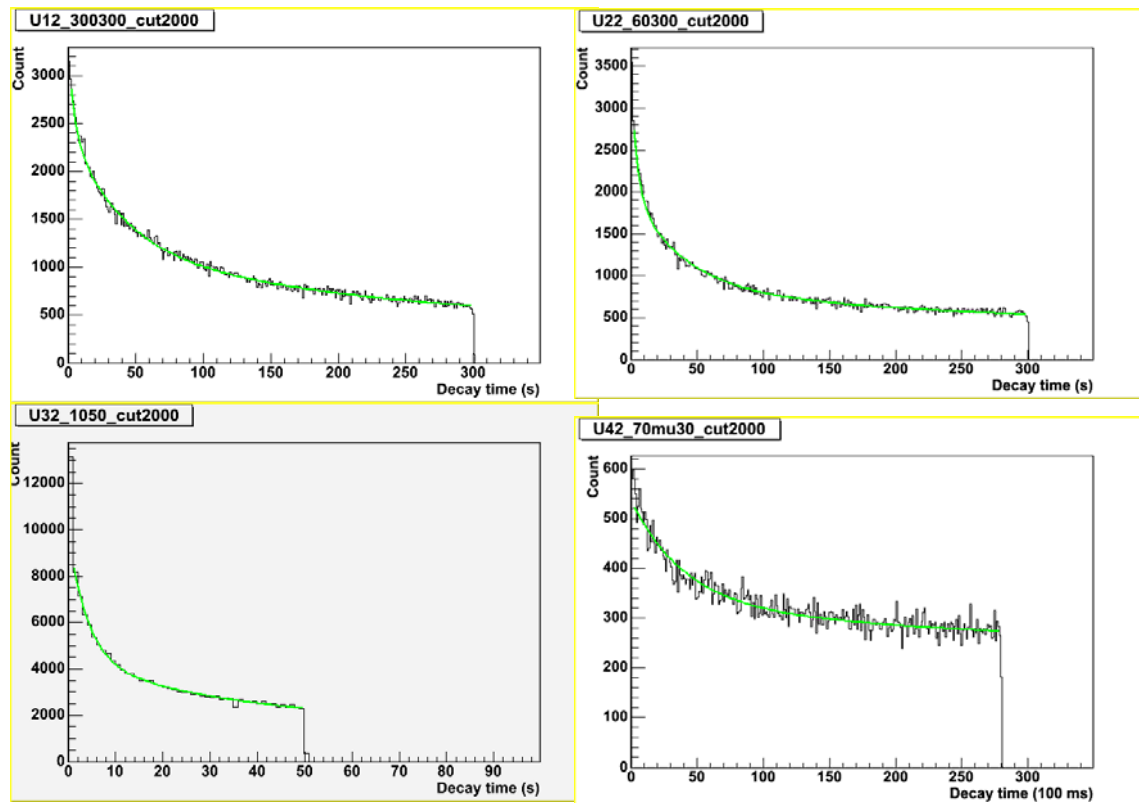 U12_300300_cut2000
Count
3000
2500
2000
1500
1000
500
0
0 50 100 150 200 250 300
Decay time (s)
U22_60300_cut2000
Count
3500
3000
2500
2000
1500
1000
500
0
0 50 100 150 200 250 300
Decay time (s)
U32_1050_cut2000
Count
12000
10000
8000
6000
4000
2000
0
0 10 20 30 40 50 60 70 80 90
Decay time (s)
U42_70mu30_cut2000
Count
600
500
400
300
200
100
0
0 50 100 150 200 250 300
Decay time (100 ms)